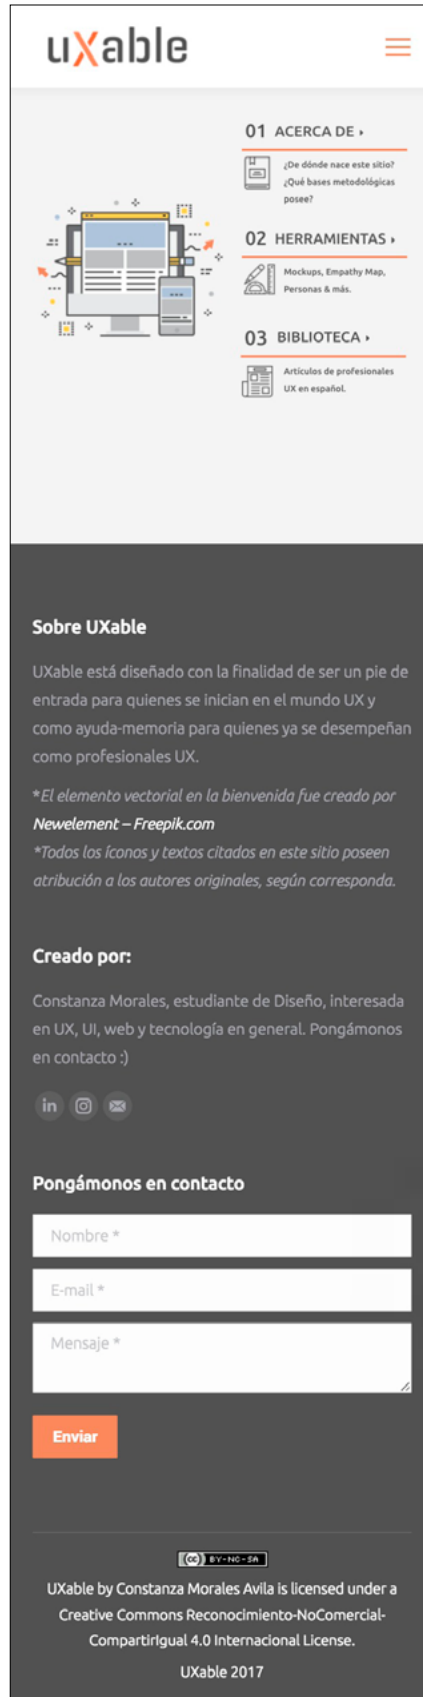 uXable
01 ACERCA DE
¿De dónde nace este sitio?
¿Qué bases metodológicas
posee?
02 HERRAMIENTAS
Mockups, Empathy Map,
Personas & más.
03 BIBLIOTECA
Artículos de profesionales
UX en español.
Sobre UXable
UXable está diseñado con la finalidad de ser un pie de
entrada para quienes se inician en el mundo UX y
como ayuda-memoria para quienes ya se desempeñan
como profesionales UX.
*El elemento vectorial en la bienvenida fue creado por
Newelement – Freepik.com
*Todos los íconos y textos citados en este sitio poseen
atribución a los autores originales, según corresponda.
Creado por:
Constanza Morales, estudiante de Diseño, interesada
en UX, UI, web y tecnología en general. Pongámonos
en contacto :)
in
Pongámonos en contacto
Nombre *
E-mail *
Mensaje *
Enviar
cc BY-NC-SA
UXable by Constanza Morales Avila is licensed under a
Creative Commons Reconocimiento-NoComercial-
CompartirIgual 4.0 Internacional License.
UXable 2017